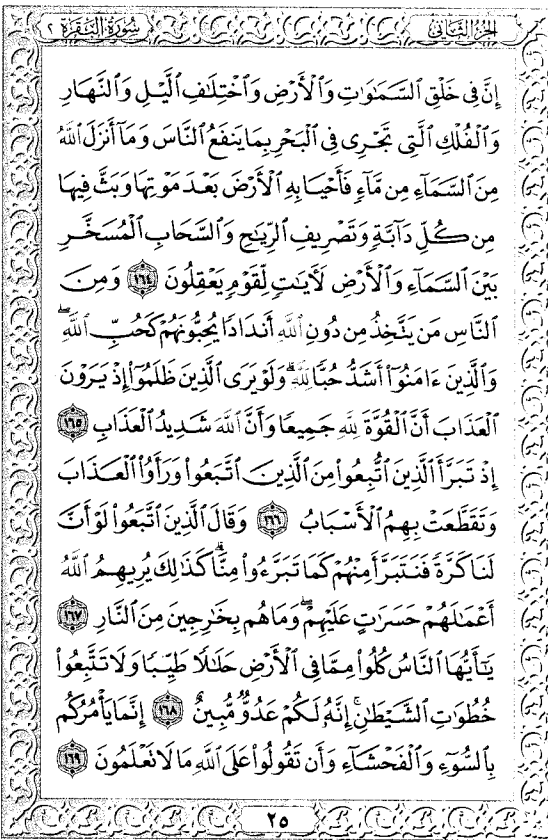 الجزء الثاني
سورة البقرة ٢
إِنَّ فِى خَلْقِ ٱلسَّمَٰوَٰتِ وَٱلْأَرْضِ وَٱخْتِلَٰفِ ٱلَّيْلِ وَٱلنَّهَارِ
وَٱلْفُلْكِ ٱلَّتِى تَجْرِى فِى ٱلْبَحْرِ بِمَا يَنفَعُ ٱلنَّاسَ وَمَآ أَنزَلَ ٱللَّهُ
مِنَ ٱلسَّمَآءِ مِن مَّآءٍ فَأَحْيَا بِهِ ٱلْأَرْضَ بَعْدَ مَوْتِهَا وَبَثَّ فِيهَا
مِن كُلِّ دَآبَّةٍ وَتَصْرِيفِ ٱلرِّيَٰحِ وَٱلسَّحَابِ ٱلْمُسَخَّرِ
بَيْنَ ٱلسَّمَآءِ وَٱلْأَرْضِ لَءَايَٰتٍ لِّقَوْمٍ يَعْقِلُونَ ١٦٤ وَمِنَ
ٱلنَّاسِ مَن يَتَّخِذُ مِن دُونِ ٱللَّهِ أَندَادًا يُحِبُّونَهُمْ كَحُبِّ ٱللَّهِۖ
وَٱلَّذِينَ ءَامَنُوٓا۟ أَشَدُّ حُبًّا لِّلَّهِۗ وَلَوْ يَرَى ٱلَّذِينَ ظَلَمُوٓا۟ إِذْ يَرَوْنَ
ٱلْعَذَابَ أَنَّ ٱلْقُوَّةَ لِلَّهِ جَمِيعًا وَأَنَّ ٱللَّهَ شَدِيدُ ٱلْعَذَابِ ١٦٥
إِذْ تَبَرَّأَ ٱلَّذِينَ ٱتُّبِعُوا۟ مِنَ ٱلَّذِينَ ٱتَّبَعُوا۟ وَرَأَوُا۟ ٱلْعَذَابَ
وَتَقَطَّعَتْ بِهِمُ ٱلْأَسْبَابُ ١٦٦ وَقَالَ ٱلَّذِينَ ٱتَّبَعُوا۟ لَوْ أَنَّ
لَنَا كَرَّةً فَنَتَبَرَّأَ مِنْهُمْ كَمَا تَبَرَّءُوا۟ مِنَّاۗ كَذَٰلِكَ يُرِيهِمُ ٱللَّهُ
أَعْمَٰلَهُمْ حَسَرَٰتٍ عَلَيْهِمْۖ وَمَا هُم بِخَٰرِجِينَ مِنَ ٱلنَّارِ ١٦٧
يَٰٓأَيُّهَا ٱلنَّاسُ كُلُوا۟ مِمَّا فِى ٱلْأَرْضِ حَلَٰلًا طَيِّبًا وَلَا تَتَّبِعُوا۟
خُطُوَٰتِ ٱلشَّيْطَٰنِۚ إِنَّهُۥ لَكُمْ عَدُوٌّ مُّبِينٌ ١٦٨ إِنَّمَا يَأْمُرُكُم
بِٱلسُّوٓءِ وَٱلْفَحْشَآءِ وَأَن تَقُولُوا۟ عَلَى ٱللَّهِ مَا لَا تَعْلَمُونَ ١٦٩
٢٥